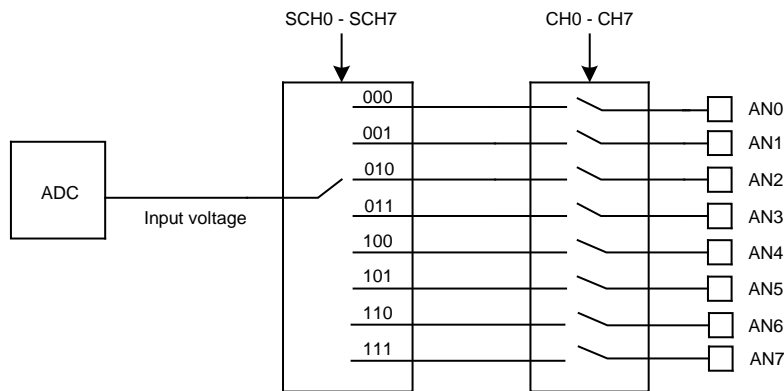 SCH0 - SCH7 CH0 - CH7
000 AN0
001 AN1
010 AN2
ADC
Input voltage
011 AN3
100 AN4
101 AN5
110 AN6
111 AN7